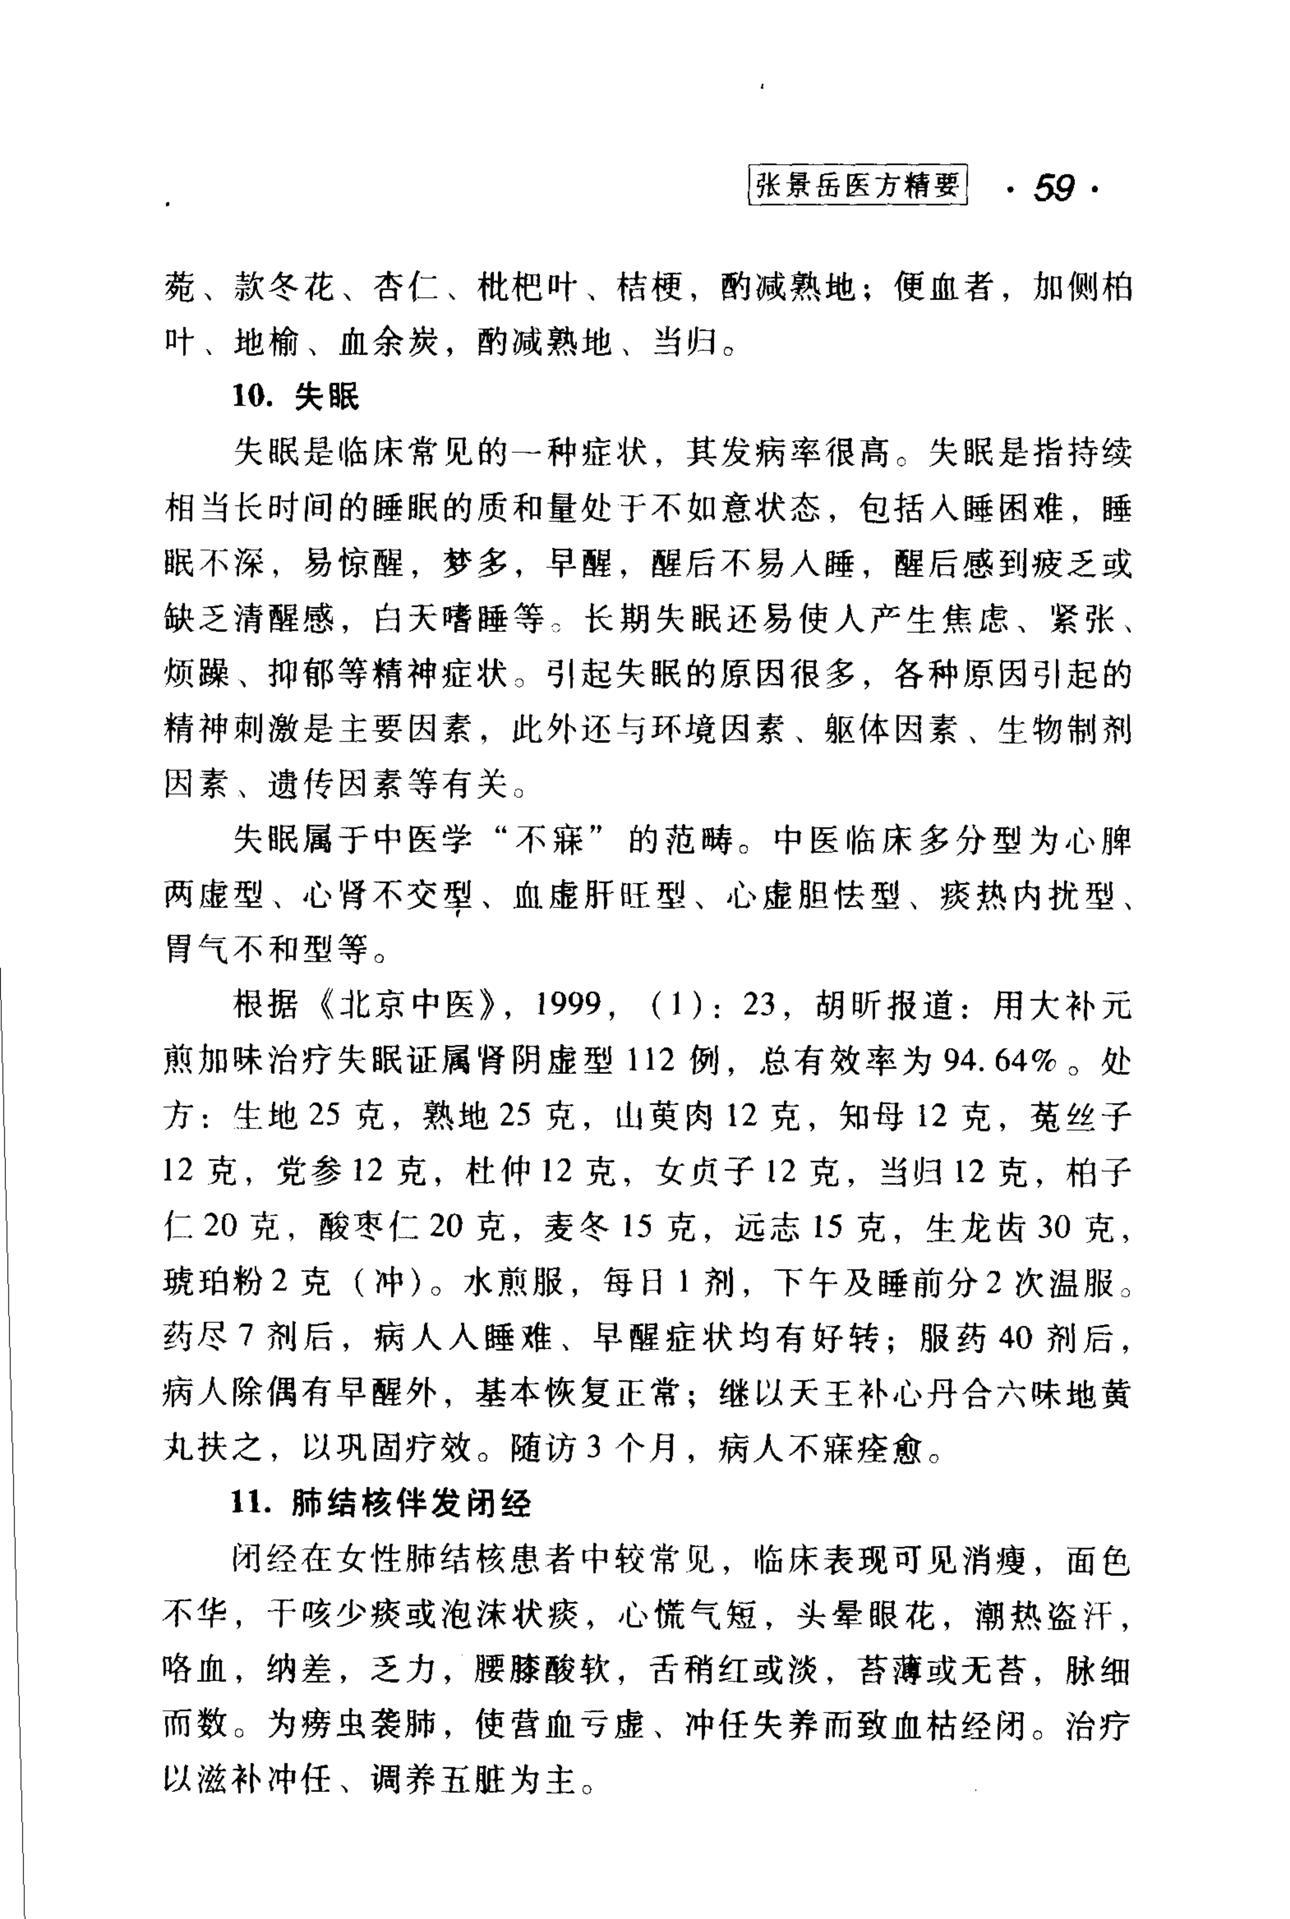 张景岳医方精要 · 59 ·
菀、款冬花、杏仁、枇杷叶、桔梗，酌减熟地；便血者，加侧柏
叶、地榆、血余炭，酌减熟地、当归。
10. 失眠
失眠是临床常见的一种症状，其发病率很高。失眠是指持续
相当长时间的睡眠的质和量处于不如意状态，包括入睡困难，睡
眠不深，易惊醒，梦多，早醒，醒后不易入睡，醒后感到疲乏或
缺乏清醒感，白天嗜睡等。长期失眠还易使人产生焦虑、紧张、
烦躁、抑郁等精神症状。引起失眠的原因很多，各种原因引起的
精神刺激是主要因素，此外还与环境因素、躯体因素、生物制剂
因素、遗传因素等有关。
失眠属于中医学“不寐”的范畴。中医临床多分型为心脾
两虚型、心肾不交型、血虚肝旺型、心虚胆怯型、痰热内扰型、
胃气不和型等。
根据《北京中医》，1999，（1）：23，胡昕报道：用大补元
煎加味治疗失眠证属肾阴虚型 112 例，总有效率为 94.64%。处
方：生地 25 克，熟地 25 克，山萸肉 12 克，知母 12 克，菟丝子
12 克，党参 12 克，杜仲 12 克，女贞子 12 克，当归 12 克，柏子
仁 20 克，酸枣仁 20 克，麦冬 15 克，远志 15 克，生龙齿 30 克，
琥珀粉 2 克（冲）。水煎服，每日 1 剂，下午及睡前分 2 次温服。
药尽 7 剂后，病人入睡难、早醒症状均有好转；服药 40 剂后，
病人除偶有早醒外，基本恢复正常；继以天王补心丹合六味地黄
丸扶之，以巩固疗效。随访 3 个月，病人不寐痊愈。
11. 肺结核伴发闭经
闭经在女性肺结核患者中较常见，临床表现可见消瘦，面色
不华，干咳少痰或泡沫状痰，心慌气短，头晕眼花，潮热盗汗，
咯血，纳差，乏力，腰膝酸软，舌稍红或淡，苔薄或无苔，脉细
而数。为痨虫袭肺，使营血亏虚、冲任失养而致血枯经闭。治疗
以滋补冲任、调养五脏为主。